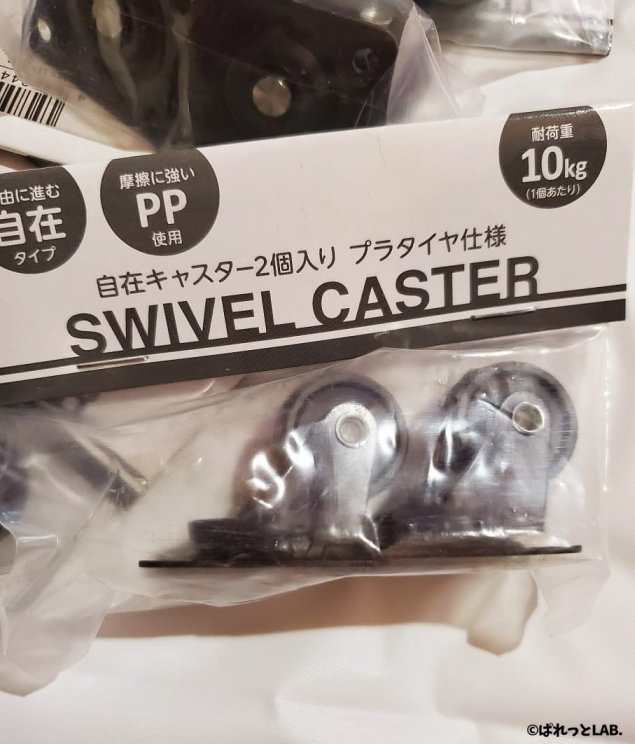 由に進む
自在
タイプ
摩擦に強い
PP
使用
耐荷重
10kg
(1個あたり)
自在キャスター2個入り プラタイヤ仕様
SWIVEL CASTER
©ぱれっとLAB.